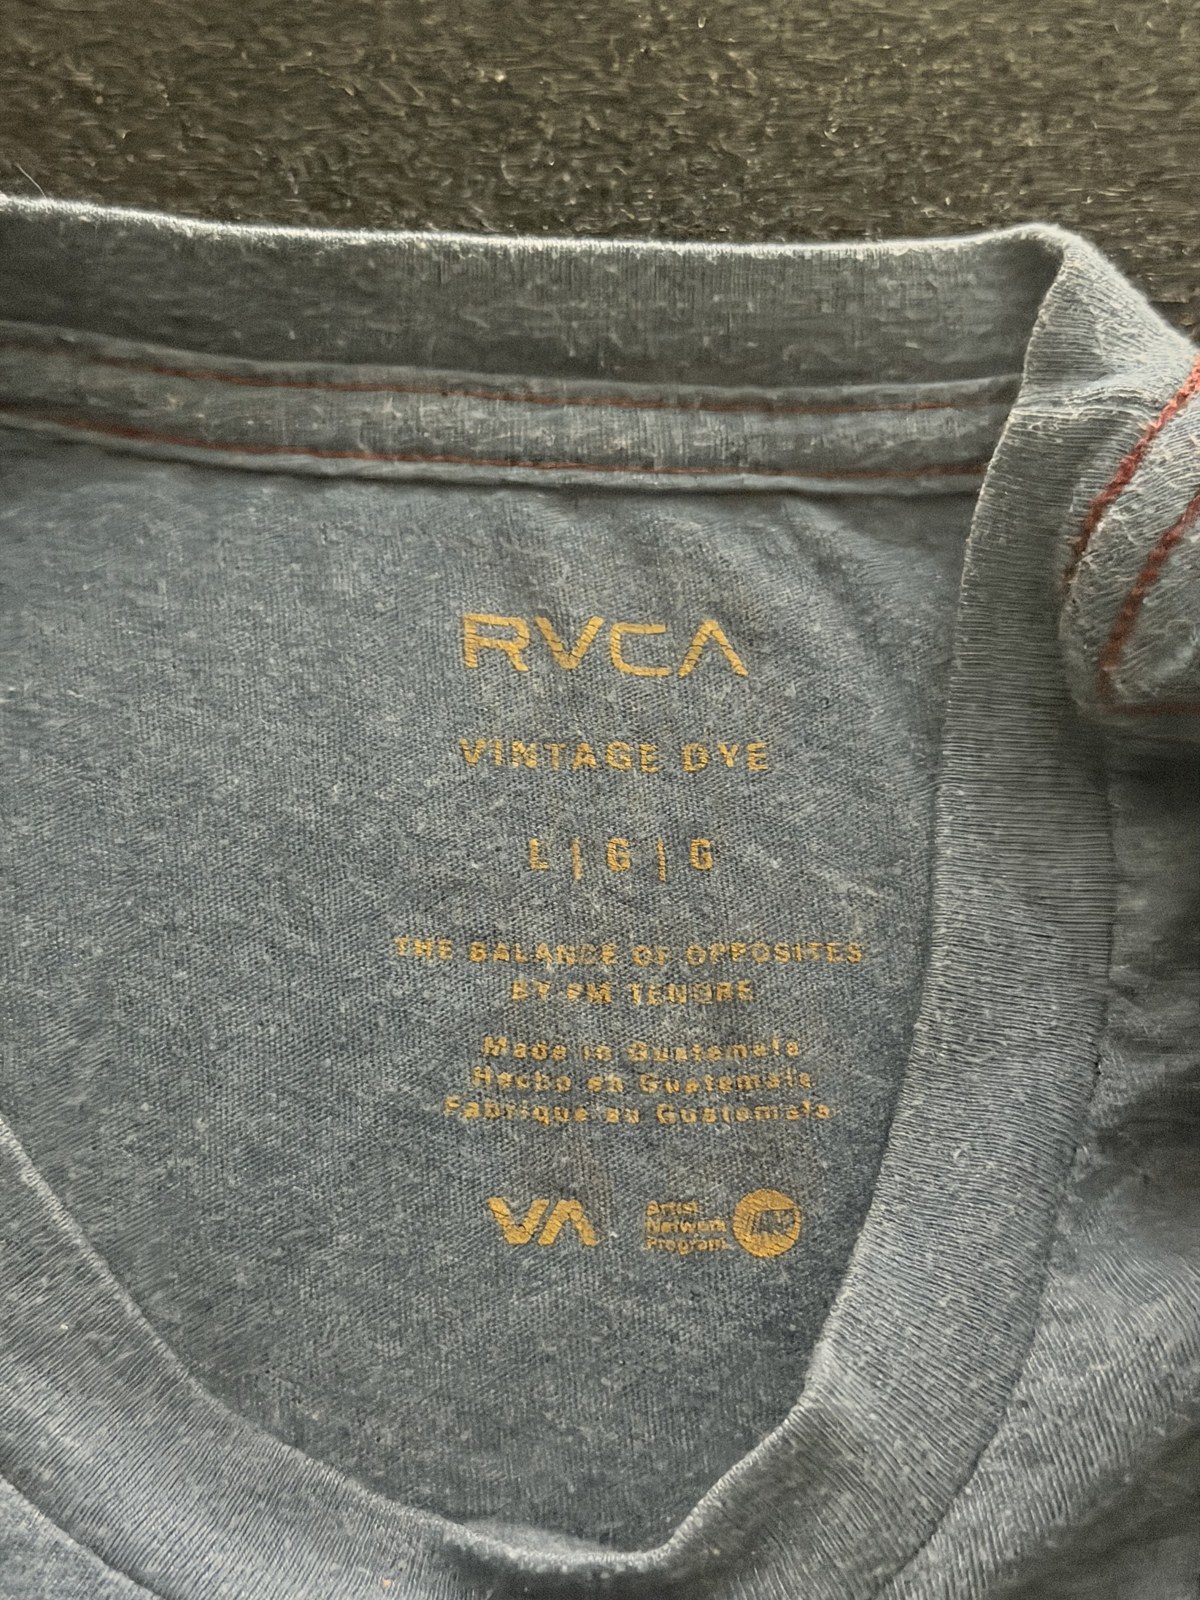 RVCA
VINTAGE DYE
L | G | G
THE BALANCE OF OPPOSITES
BY PM TENORE
Made in Guatemala
Hecho en Guatemala
Fabrique au Guatemala
VA
Artist
Network
Program